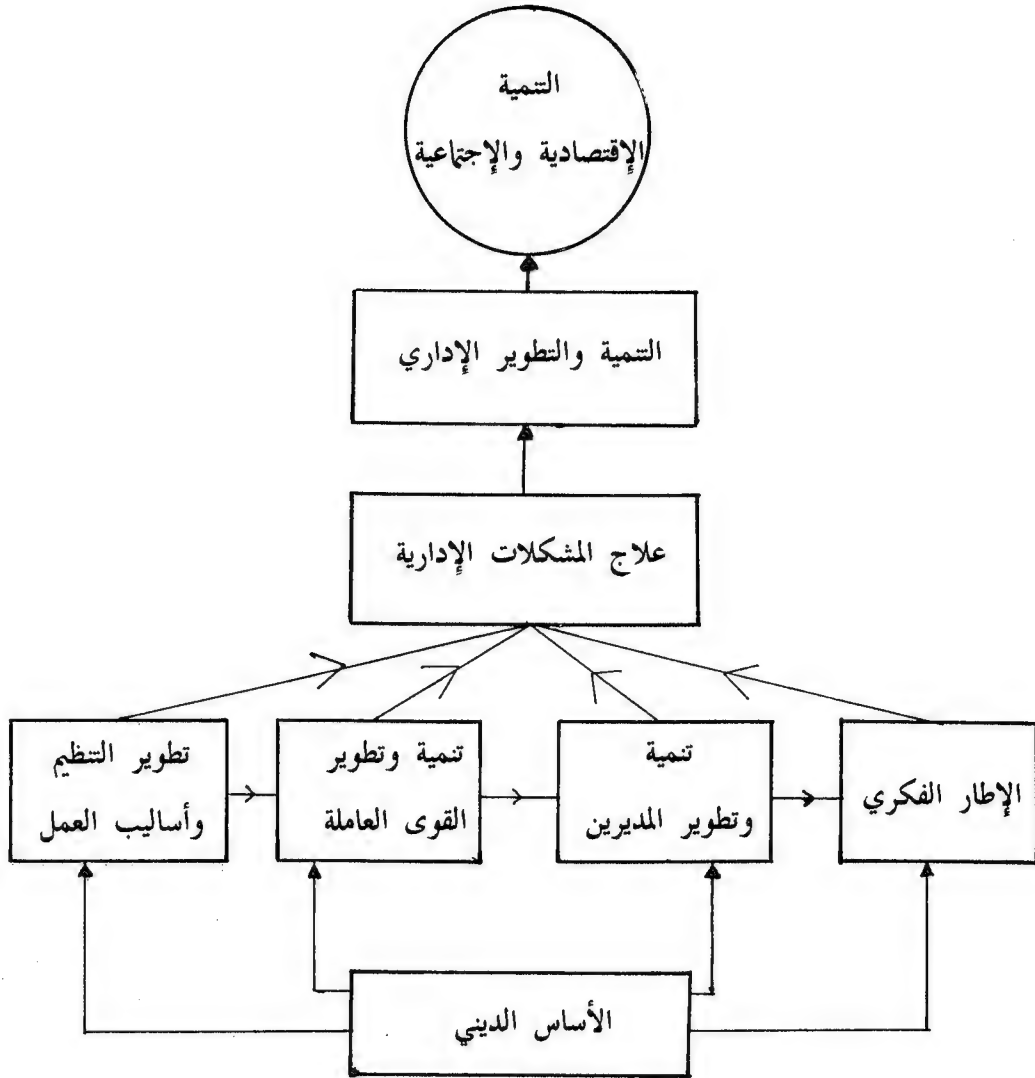 التنمية
الإقتصادية والإجتماعية
التنمية والتطوير الإداري
علاج المشكلات الإدارية
الإطار الفكري
تنمية
وتطوير المديرين
تنمية وتطوير
القوى العاملة
تطوير التنظيم
وأساليب العمل
الأساس الديني